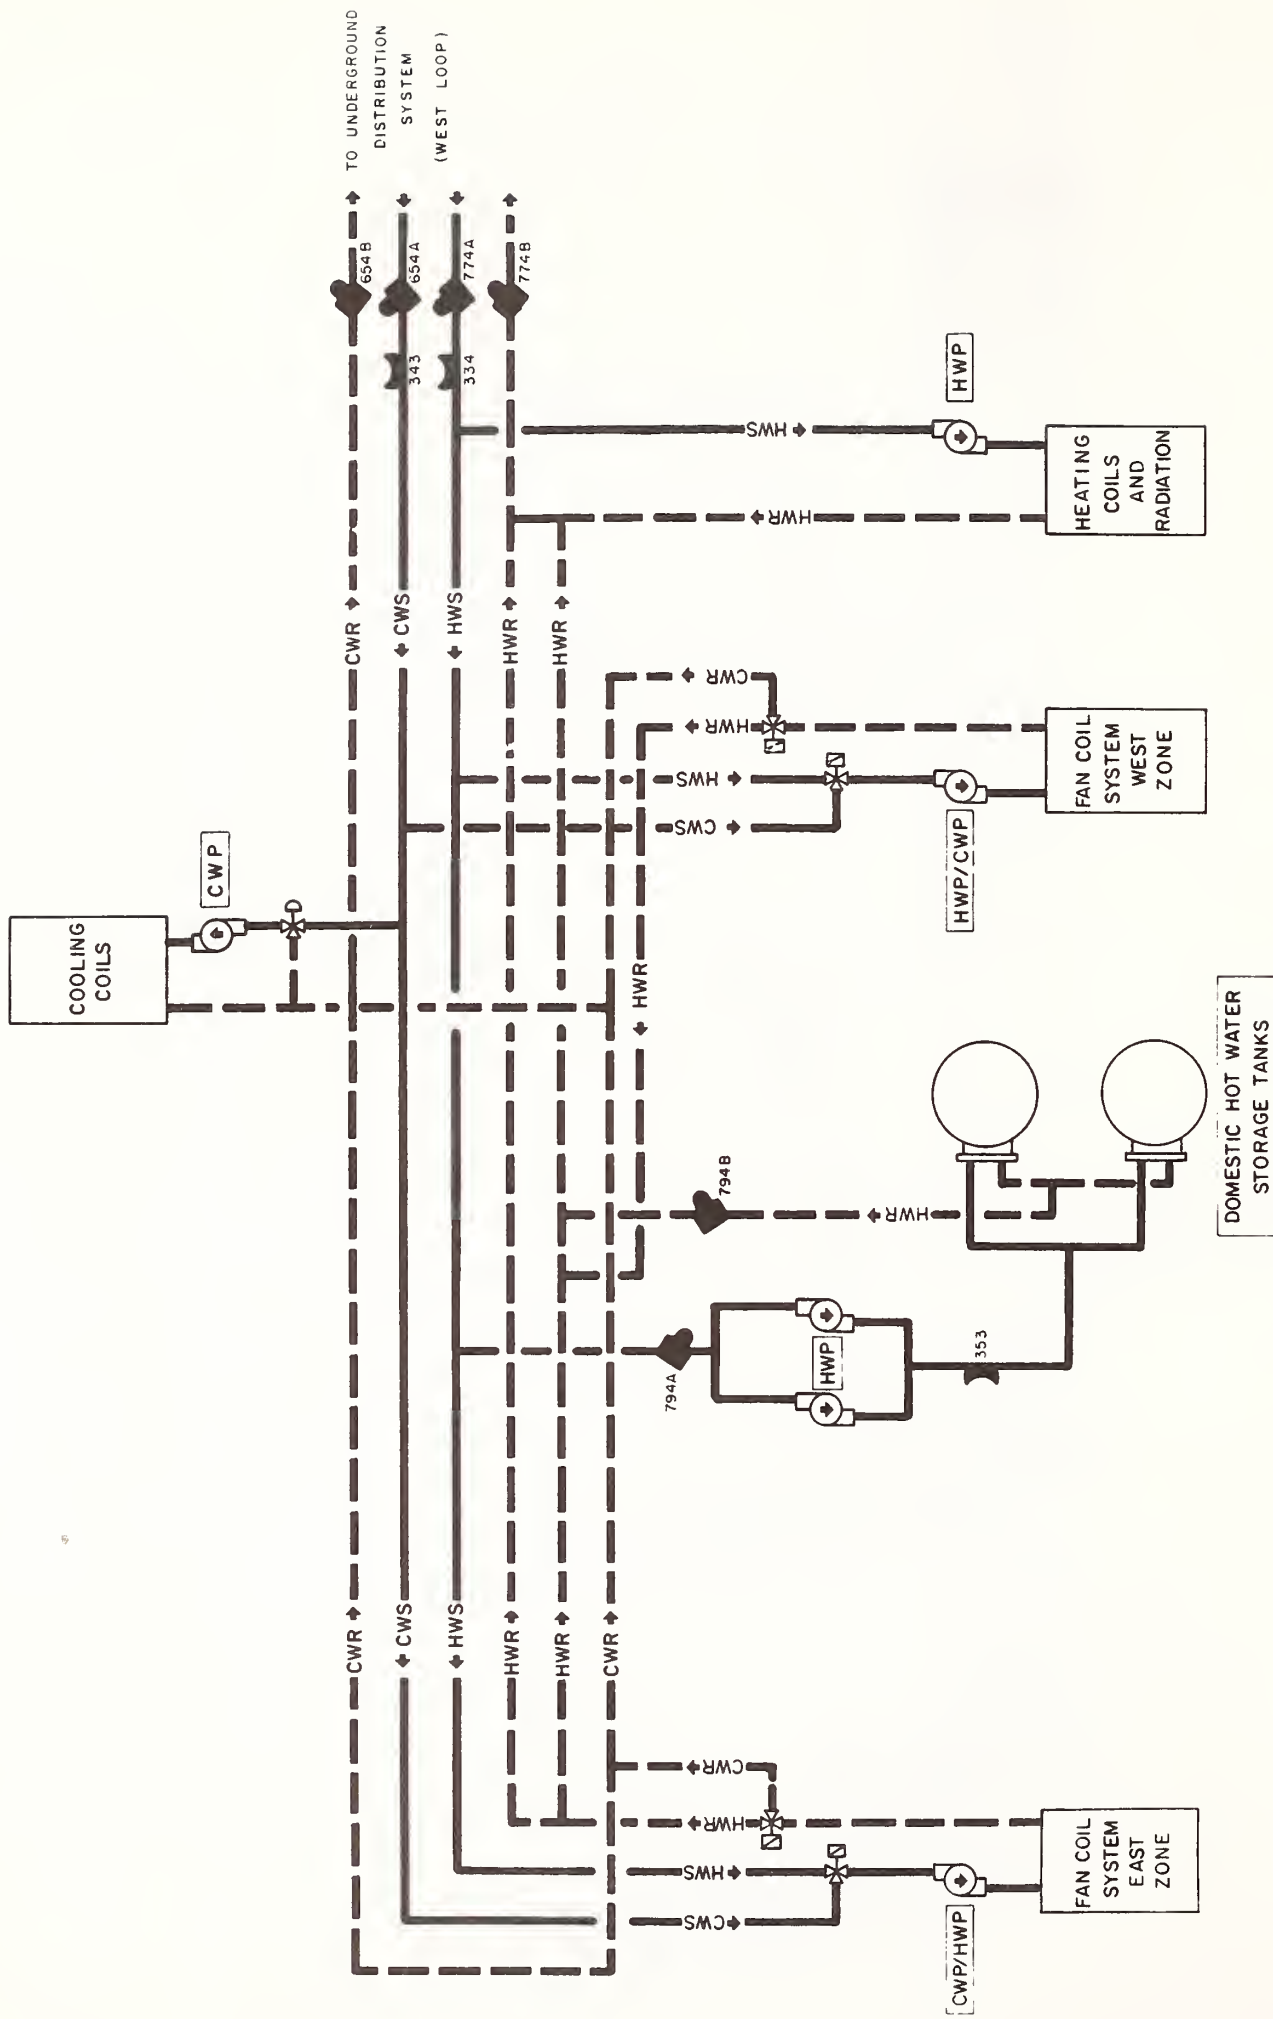 TO UNDERGROUND
DISTRIBUTION
SYSTEM
(WEST LOOP)
654B
654A
774A
774B
343
334
COOLING
COILS
CWP
CWR
CWS
HWS
HWR
HWR
CWR
CWS
HWS
HWR
HWR
CWR
HWR
CWS
HWS
HWR
CWR
CWS
HWS
HWR
CWR
HWS
HWR
HWR
794A
794B
HWP
353
CWP/HWP
FAN COIL
SYSTEM
EAST
ZONE
DOMESTIC HOT WATER
STORAGE TANKS
HWP/CWP
FAN COIL
SYSTEM
WEST
ZONE
HWP
HEATING
COILS
AND
RADIATION